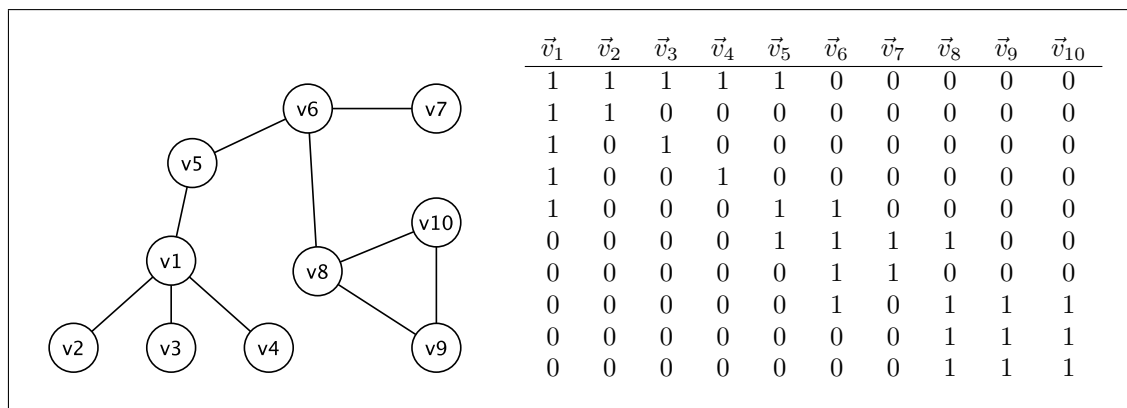 v6 v7
v5
v10
v1 v8
v2 v3 v4 v9
v⃗1 v⃗2 v⃗3 v⃗4 v⃗5 v⃗6 v⃗7 v⃗8 v⃗9 v⃗10
1 1 1 1 1 0 0 0 0 0
1 1 0 0 0 0 0 0 0 0
1 0 1 0 0 0 0 0 0 0
1 0 0 1 0 0 0 0 0 0
1 0 0 0 1 1 0 0 0 0
0 0 0 0 1 1 1 1 0 0
0 0 0 0 0 1 1 0 0 0
0 0 0 0 0 1 0 1 1 1
0 0 0 0 0 0 0 1 1 1
0 0 0 0 0 0 0 1 1 1